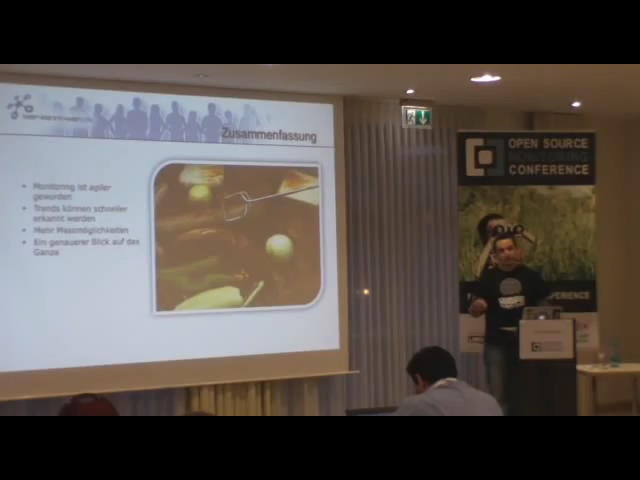 Zusammenfassung
• Monitoring ist agiler
geworden
• Trends können schneller
erkannt werden
• Mehr Messmöglichkeiten
• Ein genauerer Blick auf das
Ganze
OPEN SOURCE
MONITORING
CONFERENCE